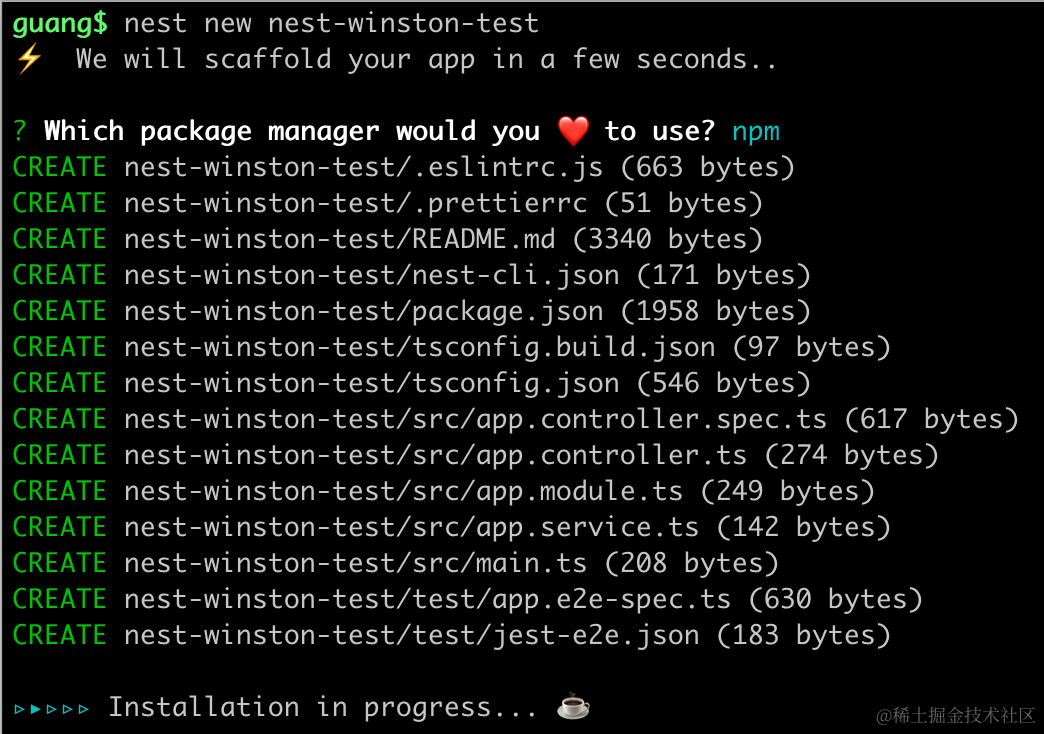 guang$ nest new nest-winston-test
⚡ We will scaffold your app in a few seconds..
? Which package manager would you ❤️ to use? npm
CREATE nest-winston-test/.eslintrc.js (663 bytes)
CREATE nest-winston-test/.prettierrc (51 bytes)
CREATE nest-winston-test/README.md (3340 bytes)
CREATE nest-winston-test/nest-cli.json (171 bytes)
CREATE nest-winston-test/package.json (1958 bytes)
CREATE nest-winston-test/tsconfig.build.json (97 bytes)
CREATE nest-winston-test/tsconfig.json (546 bytes)
CREATE nest-winston-test/src/app.controller.spec.ts (617 bytes)
CREATE nest-winston-test/src/app.controller.ts (274 bytes)
CREATE nest-winston-test/src/app.module.ts (249 bytes)
CREATE nest-winston-test/src/app.service.ts (142 bytes)
CREATE nest-winston-test/src/main.ts (208 bytes)
CREATE nest-winston-test/test/app.e2e-spec.ts (630 bytes)
CREATE nest-winston-test/test/jest-e2e.json (183 bytes)
▹▸▹▹▹ Installation in progress... ☕
@稀土掘金技术社区